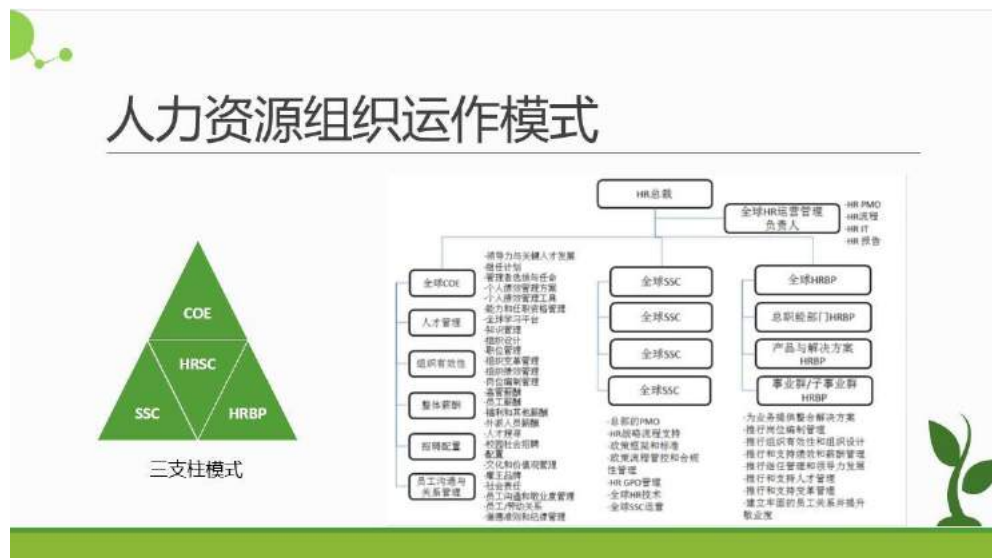 人力资源组织运作模式
COE
HRSC
SSC
HRBP
三支柱模式
HR总裁
全球HR运营管理
负责人
·HR PMO
·HR流程
·HR IT
·HR 报告
全球COE
人才管理
组织有效性
整体薪酬
招聘配置
员工沟通与
关系管理
·领导力与关键人才发展
·继任计划
·管理者选拔与任命
·个人绩效管理方案
·个人绩效管理工具
·能力和任职资格管理
·全球学习平台
·知识管理
·组织设计
·职位管理
·组织变革管理
·组织绩效管理
·岗位编制管理
·高管薪酬
·员工薪酬
·福利和其他薪酬
·外派人员薪酬
·人才搜寻
·校园社会招聘
·配置
·文化和价值观管理
·雇主品牌
·社会责任
·员工沟通和敬业度管理
·员工/劳动关系
·道德准则和纪律管理
全球SSC
全球SSC
全球SSC
全球SSC
·总部的PMO
·HR战略流程支持
·政策框架和标准
·政策流程管控和合规
性管理
·HR GPO管理
·全球HR技术
·全球SSC运营
全球HRBP
总职能部门HRBP
产品与解决方案
HRBP
事业群/子事业群
HRBP
·为业务提供整合解决方案
·推行岗位编制管理
·推行组织有效性和组织设计
·推行和支持绩效和薪酬管理
·推行继任管理和领导力发展
·推行和支持人才管理
·推行和支持变革管理
·建立牢固的员工关系并提升
敬业度